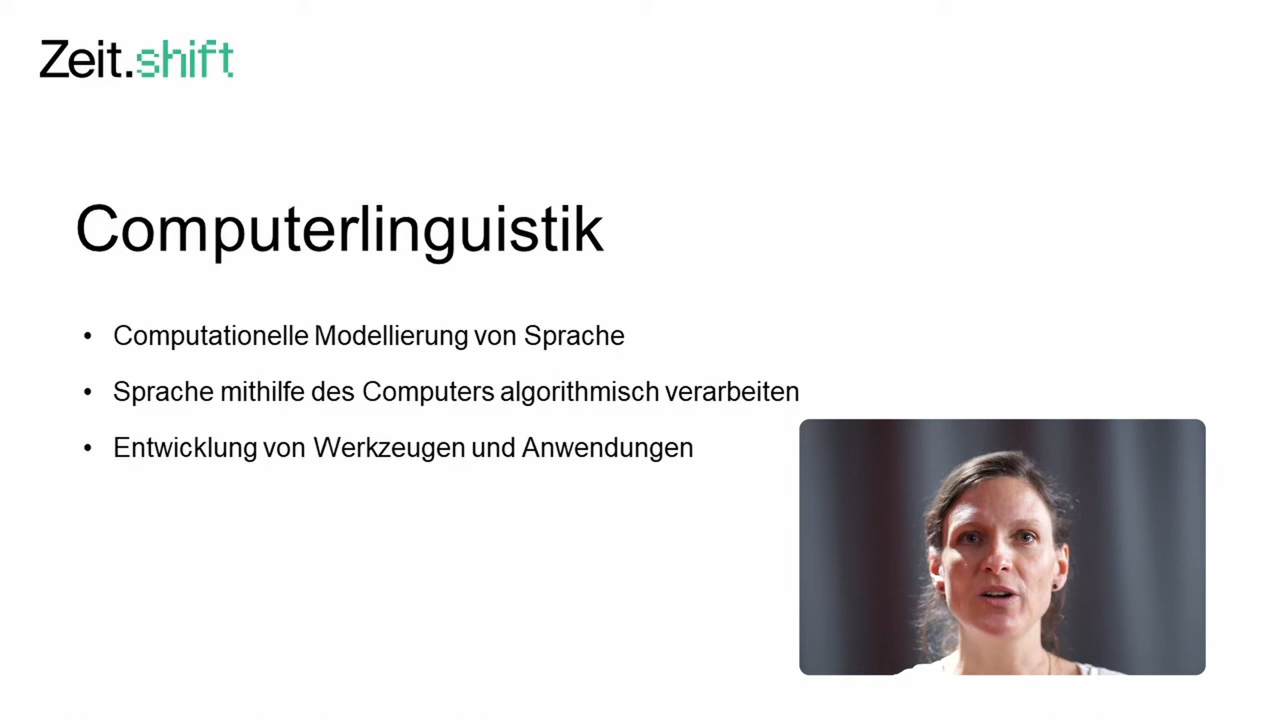 Zeit.shift
Computerlinguistik
• Computationelle Modellierung von Sprache
• Sprache mithilfe des Computers algorithmisch verarbeiten
• Entwicklung von Werkzeugen und Anwendungen